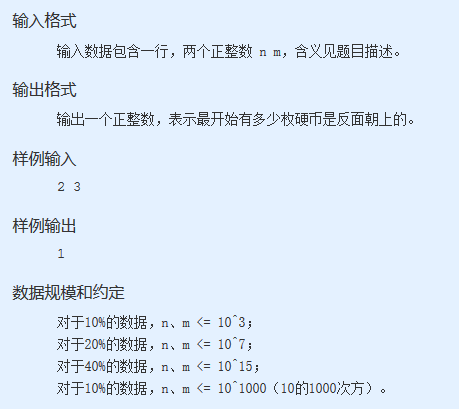 输入格式
输入数据包含一行，两个正整数 n m，含义见题目描述。
输出格式
输出一个正整数，表示最开始有多少枚硬币是反面朝上的。
样例输入
2 3
样例输出
1
数据规模和约定
对于10%的数据，n、m <= 10^3；
对于20%的数据，n、m <= 10^7；
对于40%的数据，n、m <= 10^15；
对于10%的数据，n、m <= 10^1000（10的1000次方）。